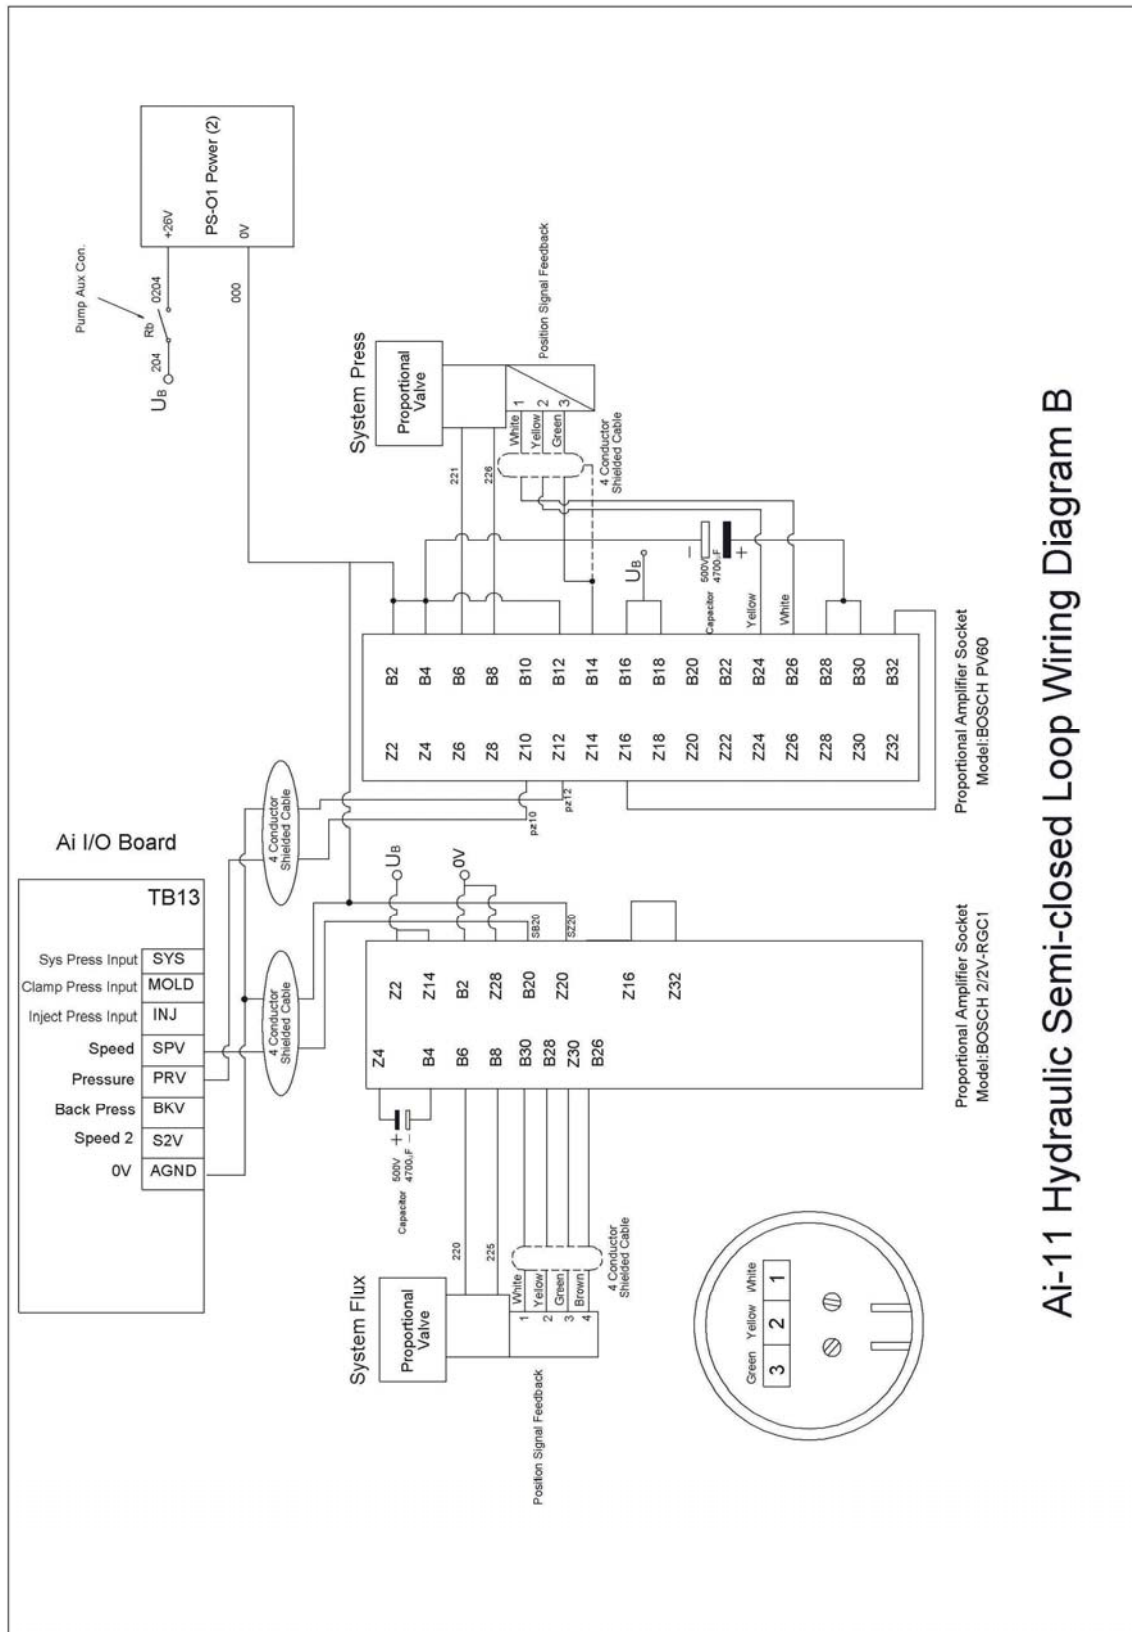 Ai I/O Board
TB13
Sys Press Input
SYS
Clamp Press Input
MOLD
Inject Press Input
INJ
Speed
SPV
Pressure
PRV
Back Press
BKV
Speed 2
S2V
0V
AGND
4 Conductor
Shielded Cable
4 Conductor
Shielded Cable
Pump Aux Con.
UB
204
Rb
0204
+26V
PS-O1 Power (2)
0V
000
System Flux
Proportional
Valve
Position Signal Feedback
1
2
3
4
White
Yellow
Green
Brown
4 Conductor
Shielded Cable
220
225
Capacitor
500V
4700uF
+
−
Z4
B4
B6
B8
B30
B28
Z30
B26
Z2
Z14
B2
Z28
B20
Z20
Z16
Z32
UB
0V
SB20
SZ20
Proportional Amplifier Socket
Model:BOSCH 2/2V-RGC1
pz10
pz12
Z2
Z4
Z6
Z8
Z10
Z12
Z14
Z16
Z18
Z20
Z22
Z24
Z26
Z28
Z30
Z32
B2
B4
B6
B8
B10
B12
B14
B16
B18
B20
B22
B24
B26
B28
B30
B32
Proportional Amplifier Socket
Model:BOSCH PV60
UB
Capacitor
500V
4700uF
−
+
Yellow
White
221
226
System Press
Proportional
Valve
White
Yellow
Green
1
2
3
Position Signal Feedback
4 Conductor
Shielded Cable
Green
Yellow
White
3
2
1
Ai-11 Hydraulic Semi-closed Loop Wiring Diagram B